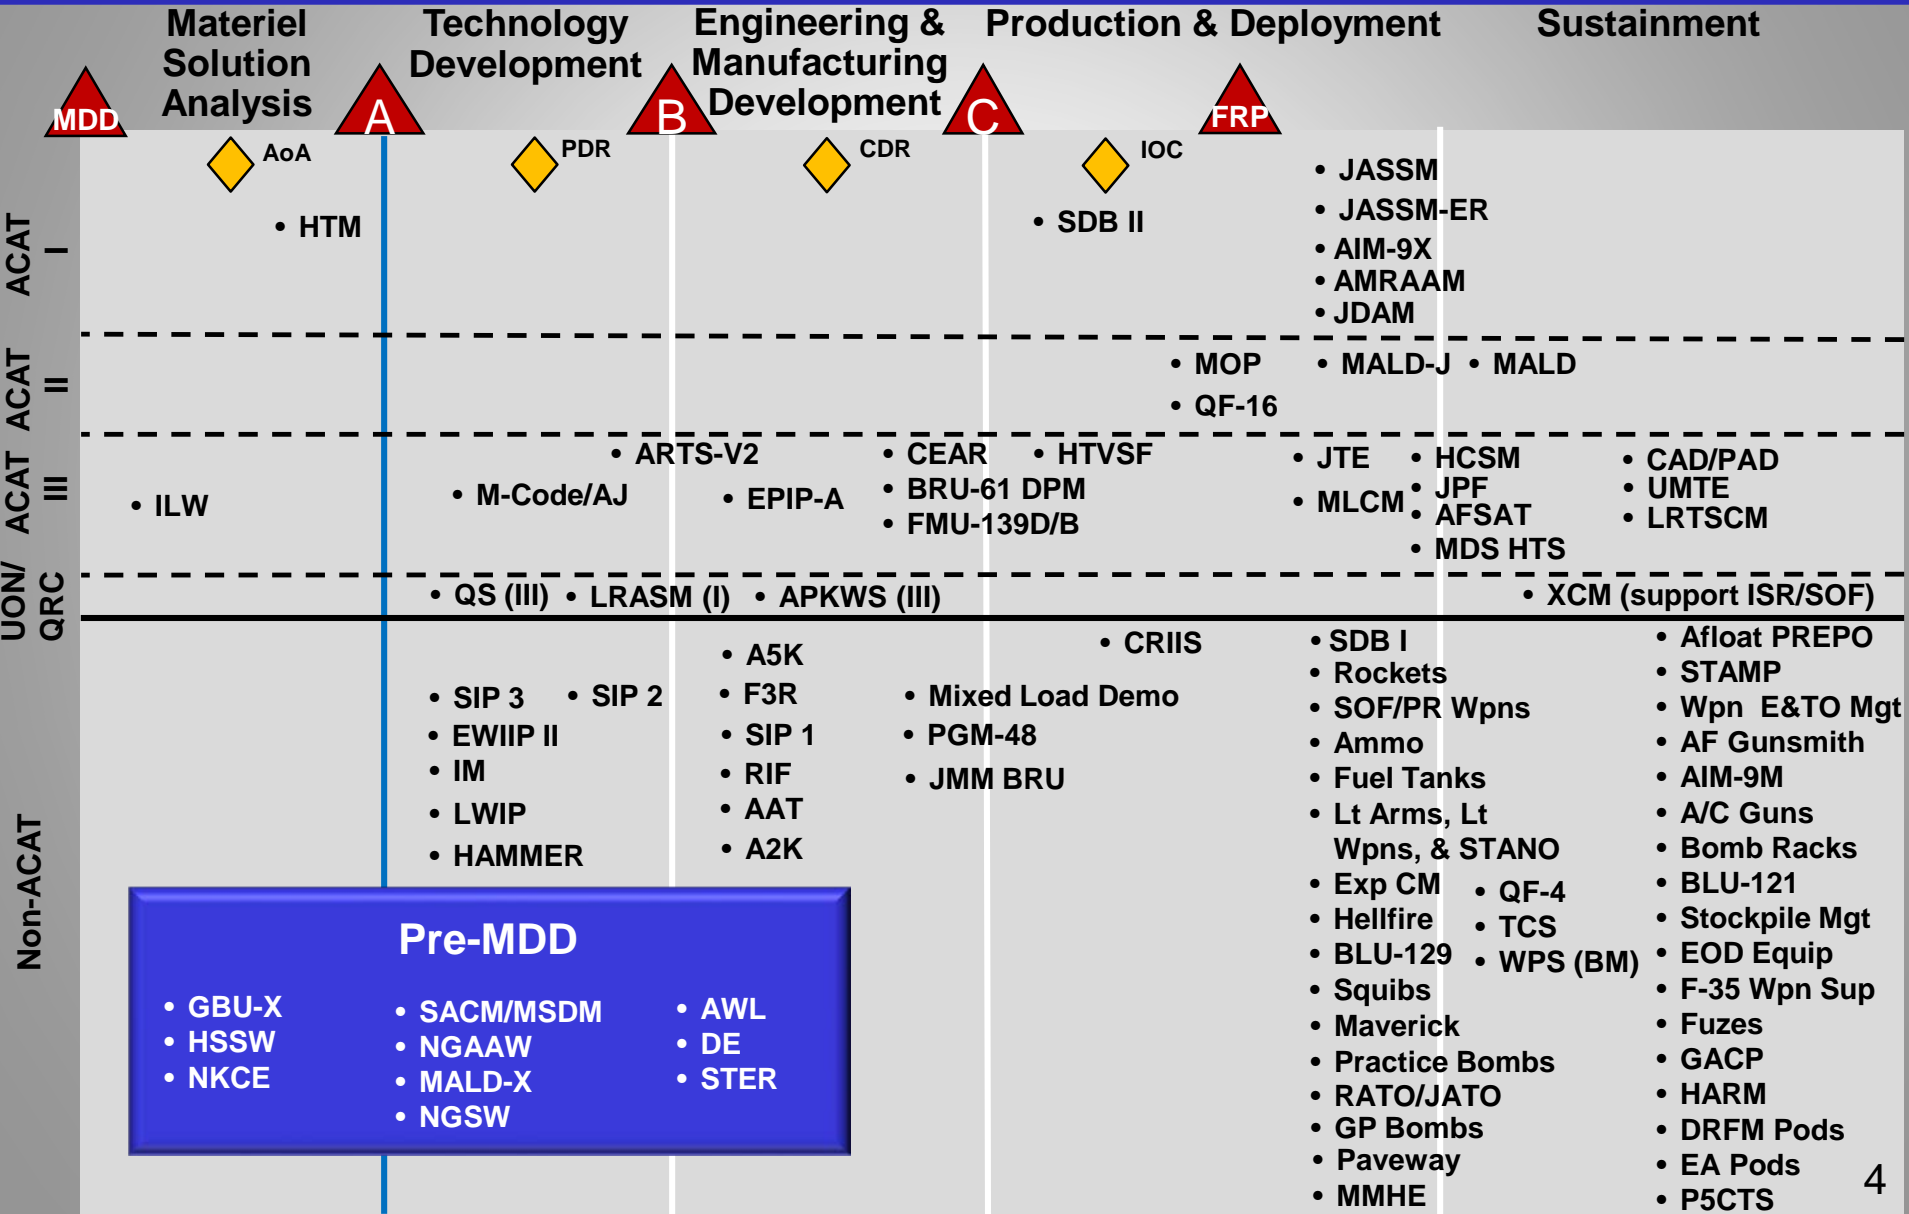 Materiel
Solution
Analysis
Technology
Development
Engineering &
Manufacturing
Development
Production & Deployment
Sustainment
MDD
A
B
C
FRP
AoA
PDR
CDR
IOC
ACAT
I
• HTM
• SDB II
• JASSM
• JASSM-ER
• AIM-9X
• AMRAAM
• JDAM
ACAT
II
• MOP
• QF-16
• MALD-J
• MALD
ACAT
III
• ILW
• ARTS-V2
• M-Code/AJ
• EPIP-A
• CEAR
• BRU-61 DPM
• FMU-139D/B
• HTVSF
• JTE
• MLCM
• HCSM
• JPF
• AFSAT
• MDS HTS
• CAD/PAD
• UMTE
• LRTSCM
UON/
QRC
• QS (III)
• LRASM (I)
• APKWS (III)
• XCM (support ISR/SOF)
Non-ACAT
• SIP 3
• EWIIP II
• IM
• LWIP
• HAMMER
• SIP 2
• A5K
• F3R
• SIP 1
• RIF
• AAT
• A2K
• CRIIS
• Mixed Load Demo
• PGM-48
• JMM BRU
• SDB I
• Rockets
• SOF/PR Wpns
• Ammo
• Fuel Tanks
• Lt Arms, Lt
Wpns, & STANO
• Exp CM
• Hellfire
• BLU-129
• Squibs
• Maverick
• Practice Bombs
• RATO/JATO
• GP Bombs
• Paveway
• MMHE
• QF-4
• TCS
• WPS (BM)
• Afloat PREPO
• STAMP
• Wpn E&TO Mgt
• AF Gunsmith
• AIM-9M
• A/C Guns
• Bomb Racks
• BLU-121
• Stockpile Mgt
• EOD Equip
• F-35 Wpn Sup
• Fuzes
• GACP
• HARM
• DRFM Pods
• EA Pods
• P5CTS
Pre-MDD
• GBU-X
• HSSW
• NKCE
• SACM/MSDM
• NGAAW
• MALD-X
• NGSW
• AWL
• DE
• STER
4